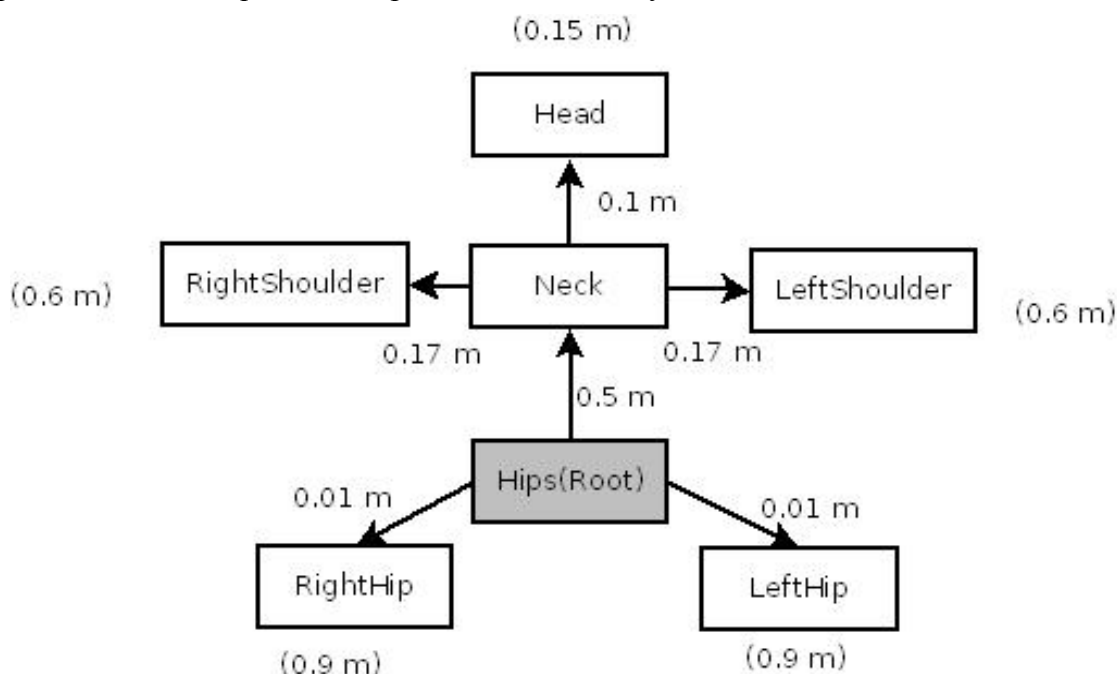 (0.15 m)
Head
0.1 m
RightShoulder
Neck
LeftShoulder
(0.6 m)
(0.6 m)
0.17 m
0.17 m
0.5 m
Hips(Root)
0.01 m
0.01 m
RightHip
LeftHip
(0.9 m)
(0.9 m)